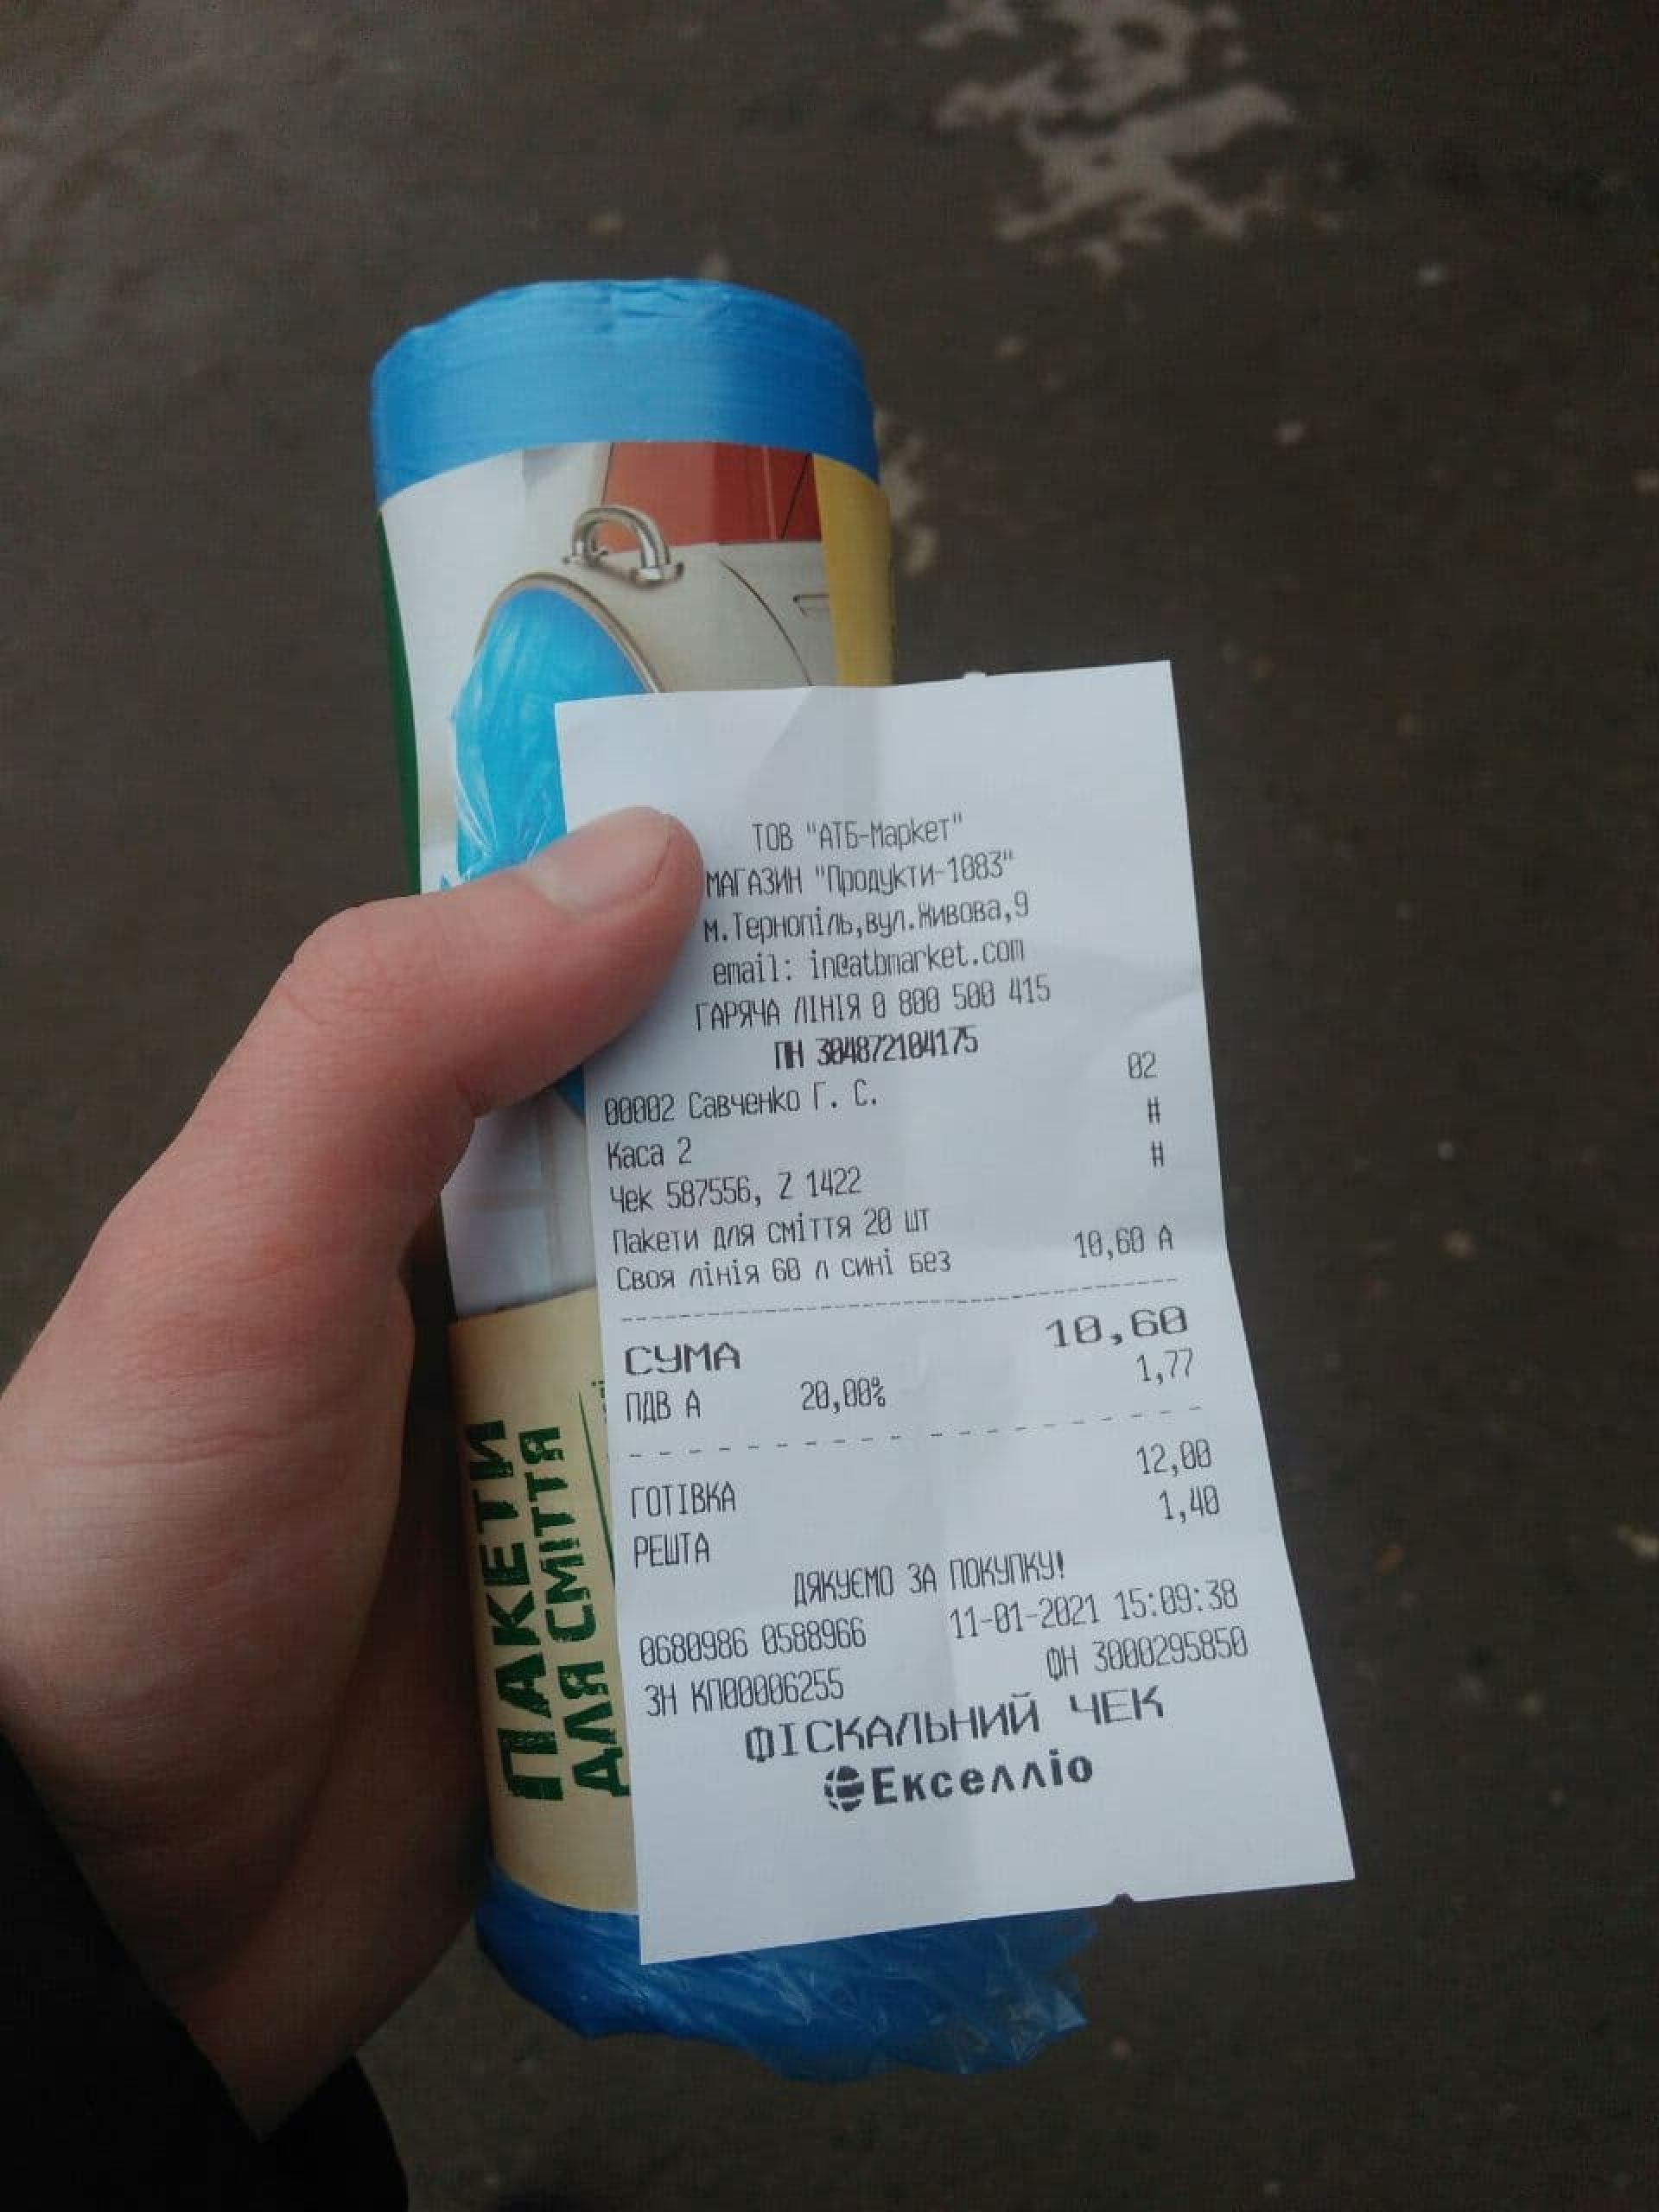 ТОВ "АТБ-Маркет"
МАГАЗИН "Продукти-1083"
м.Тернопіль,вул.Живова,9
email: in@atbmarket.com
ГАРЯЧА ЛІНІЯ 0 800 500 415
ПН 304872104175
00002 Савченко Г. С. 02
Каса 2 #
Чек 587556, Z 1422 #
Пакети для сміття 20 шт
Своя лінія 60 л сині без 10,60 А
СУМА 10,60
ПДВ А 20,00% 1,77
ГОТІВКА 12,00
РЕШТА 1,40
ДЯКУЄМО ЗА ПОКУПКУ!
0680986 0588966 11-01-2021 15:09:38
ЗН КП00006255 ФН 3000295850
ФІСКАЛЬНИЙ ЧЕК
Екселліо
ПАКЕТИ
ДЛЯ СМІТТЯ